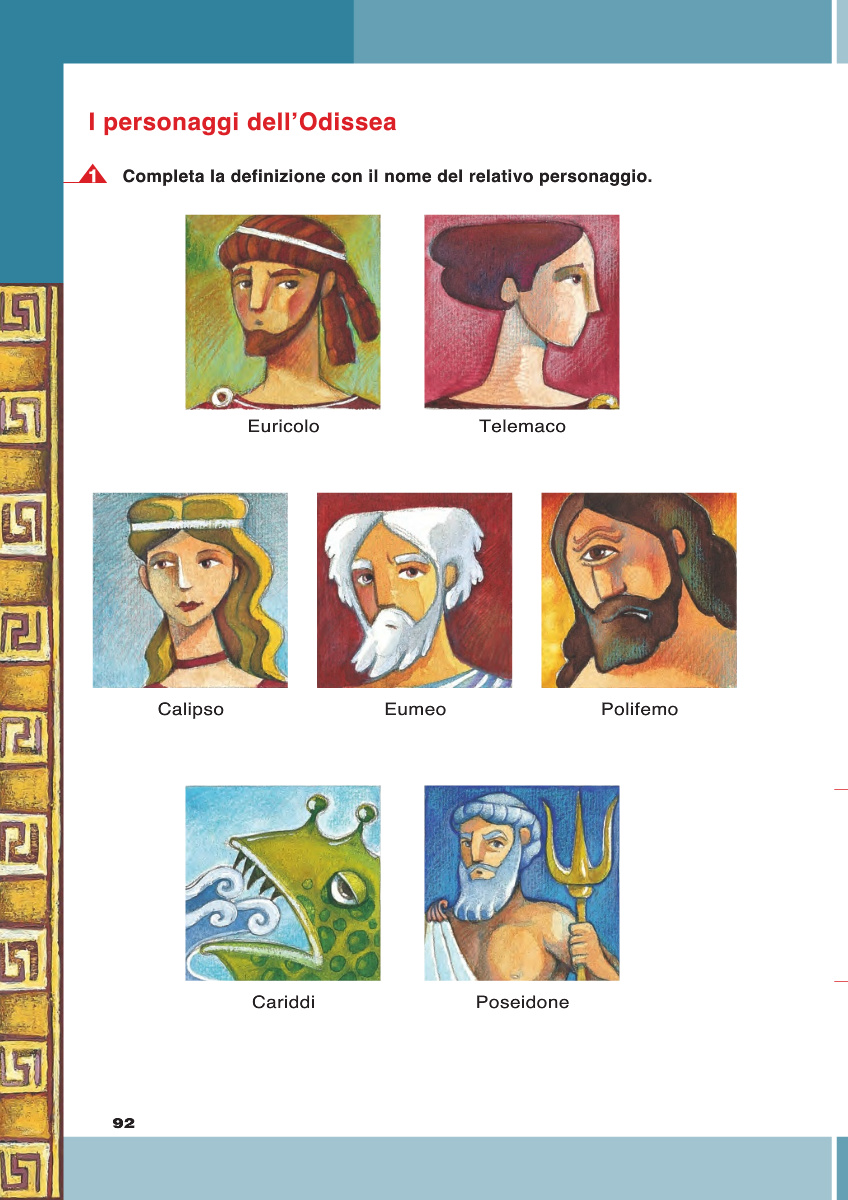 I personaggi dell'Odissea
1 Completa la definizione con il nome del relativo personaggio.
Euricolo Telemaco
Calipso Eumeo Polifemo
Cariddi Poseidone
92